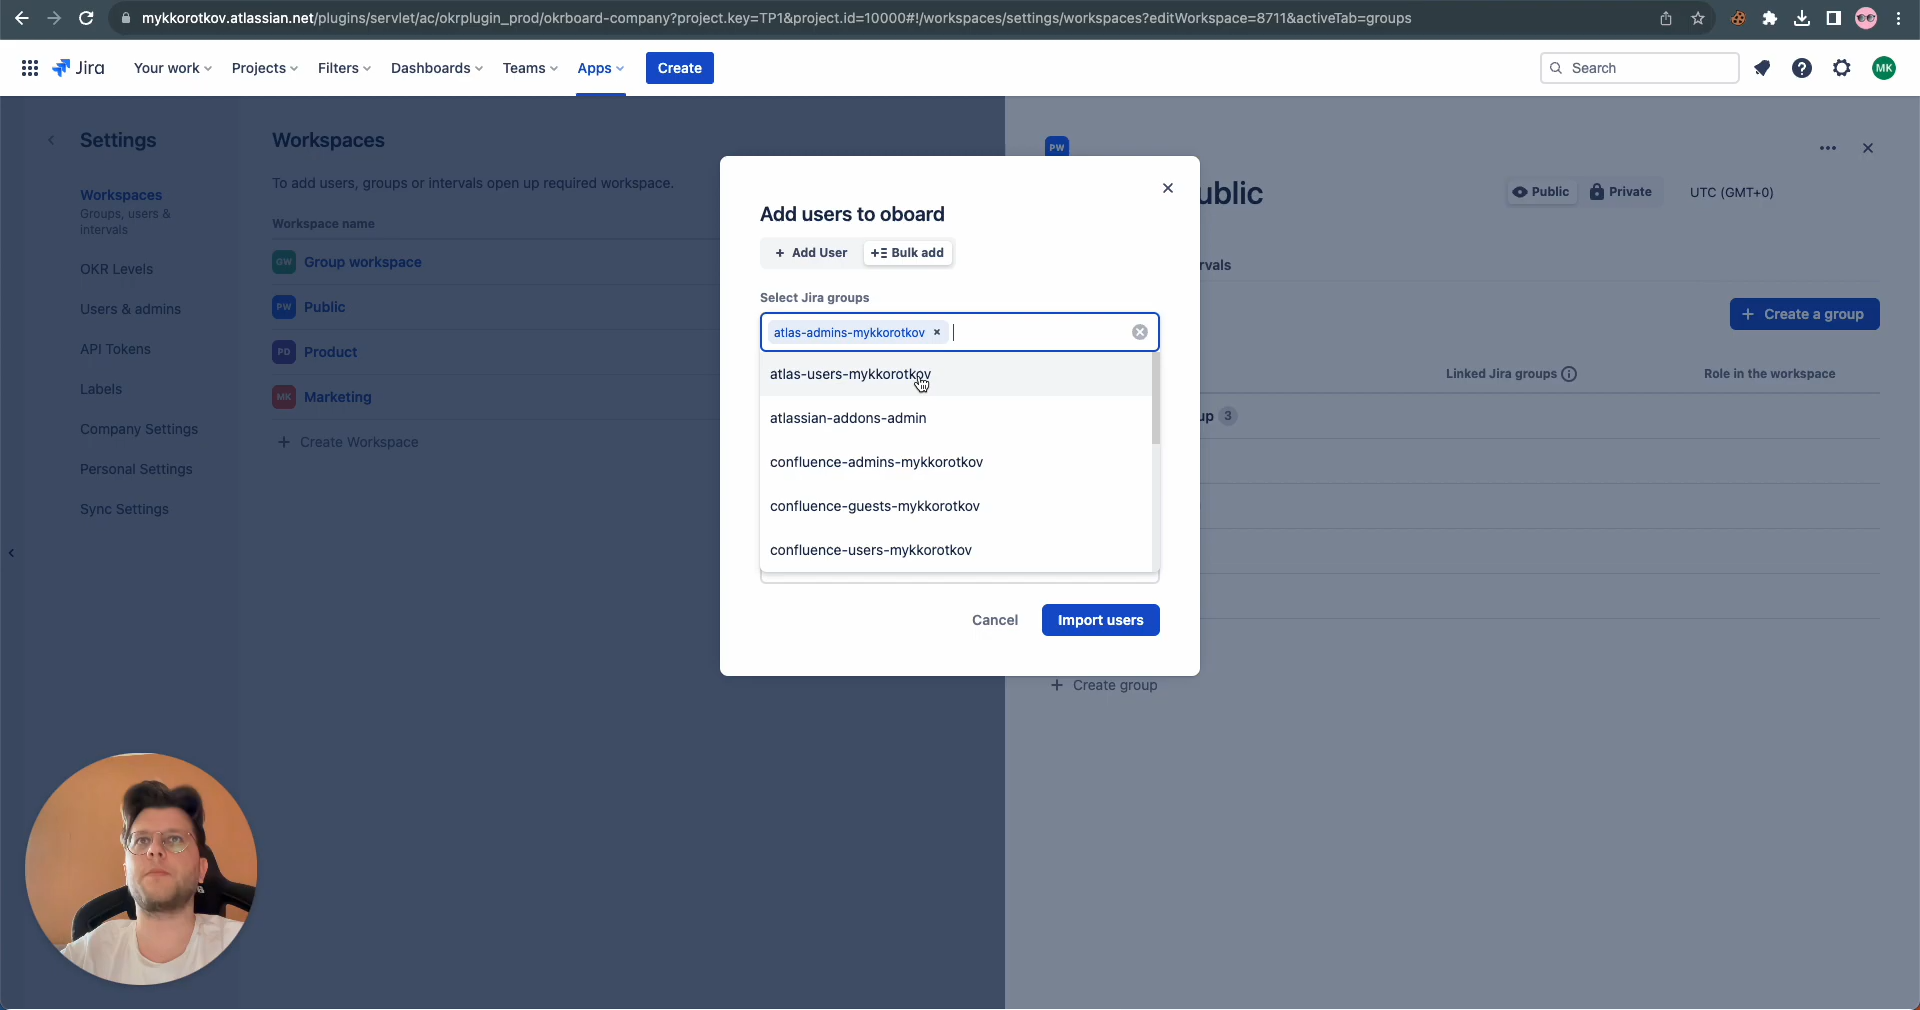 mykkorotkov.atlassian.net/plugins/servlet/ac/okrplugin_prod/okrboard-company?project.key=TP1&project.id=10000#!/workspaces/settings/workspaces?editWorkspace=8711&activeTab=groups
Jira
Your work
Projects
Filters
Dashboards
Teams
Apps
Create
Search
MK
Settings
Workspaces
Groups, users &
intervals
OKR Levels
Users & admins
API Tokens
Labels
Company Settings
Personal Settings
Sync Settings
Workspaces
To add users, groups or intervals open up required workspace.
Workspace name
GW Group workspace
PW Public
PD Product
MK Marketing
+ Create Workspace
Add users to oboard
+ Add User
Bulk add
Select Jira groups
atlas-admins-mykkorotkov ×
atlas-users-mykkorotkov
atlassian-addons-admin
confluence-admins-mykkorotkov
confluence-guests-mykkorotkov
confluence-users-mykkorotkov
Cancel
Import users
PW
ublic
Public
Private
UTC (GMT+0)
rvals
+ Create a group
Linked Jira groups
Role in the workspace
up 3
+ Create group